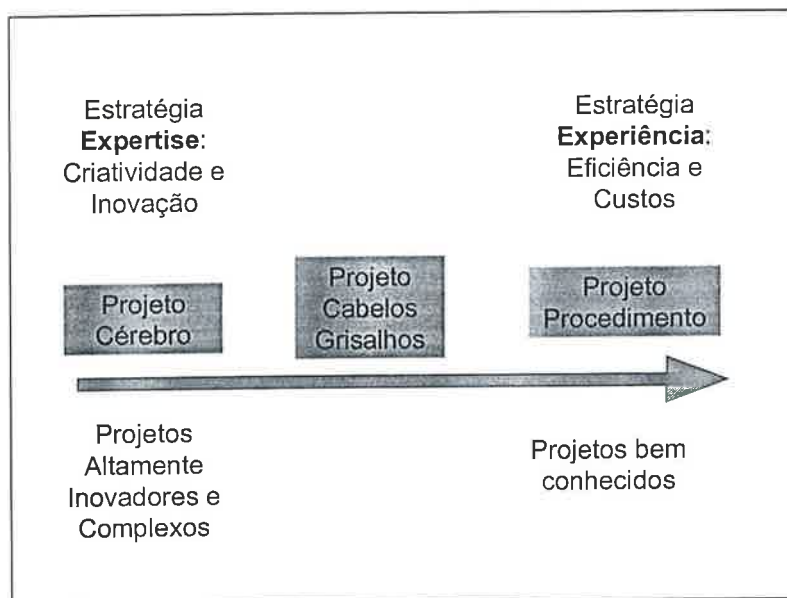 Estratégia
Expertise:
Criatividade e
Inovação
Estratégia
Experiência:
Eficiência e
Custos
Projeto
Cérebro
Projeto
Cabelos
Grisalhos
Projeto
Procedimento
Projetos
Altamente
Inovadores e
Complexos
Projetos bem
conhecidos